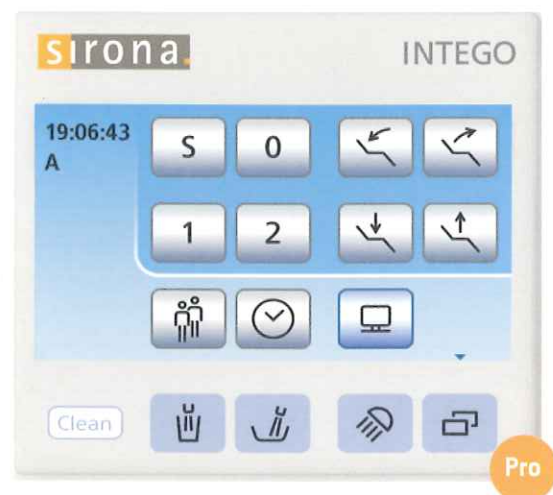 sirona.
INTEGO
19:06:43
A
S
0
1
2
Clean
Pro